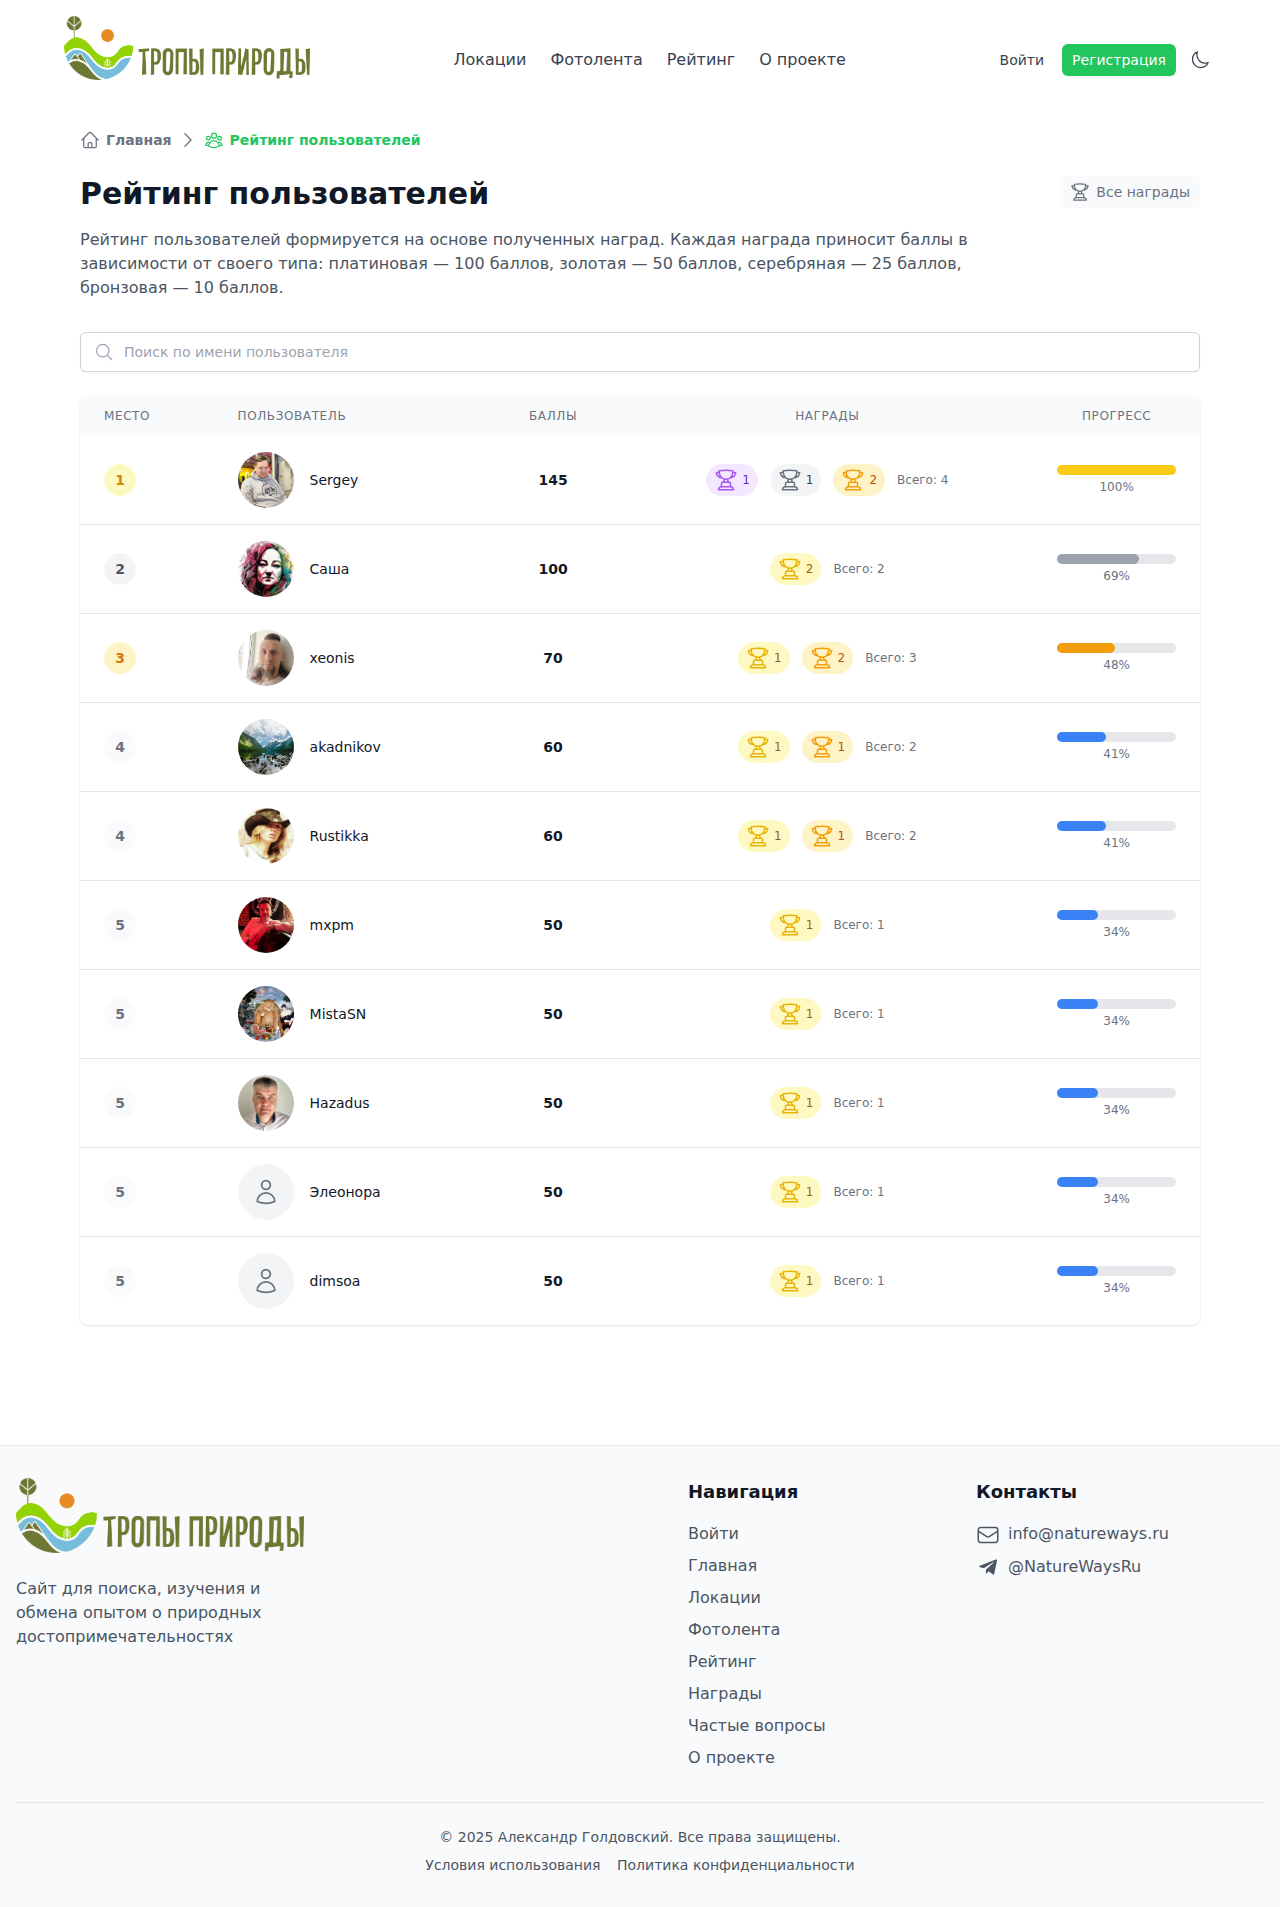 ТРОПЫ ПРИРОДЫ
Локации Фотолента Рейтинг О проекте
Войти Регистрация
Главная Рейтинг пользователей
Рейтинг пользователей
Все награды
Рейтинг пользователей формируется на основе полученных наград. Каждая награда приносит баллы в
зависимости от своего типа: платиновая — 100 баллов, золотая — 50 баллов, серебряная — 25 баллов,
бронзовая — 10 баллов.
Поиск по имени пользователя
МЕСТО ПОЛЬЗОВАТЕЛЬ БАЛЛЫ НАГРАДЫ ПРОГРЕСС
1 Sergey 145 1 1 2 Всего: 4 100%
2 Саша 100 2 Всего: 2 69%
3 xeonis 70 1 2 Всего: 3 48%
4 akadnikov 60 1 1 Всего: 2 41%
4 Rustikka 60 1 1 Всего: 2 41%
5 mxpm 50 1 Всего: 1 34%
5 MistaSN 50 1 Всего: 1 34%
5 Hazadus 50 1 Всего: 1 34%
5 Элеонора 50 1 Всего: 1 34%
5 dimsoa 50 1 Всего: 1 34%
ТРОПЫ ПРИРОДЫ
Сайт для поиска, изучения и
обмена опытом о природных
достопримечательностях
Навигация
Войти
Главная
Локации
Фотолента
Рейтинг
Награды
Частые вопросы
О проекте
Контакты
info@natureways.ru
@NatureWaysRu
© 2025 Александр Голдовский. Все права защищены.
Условия использования Политика конфиденциальности